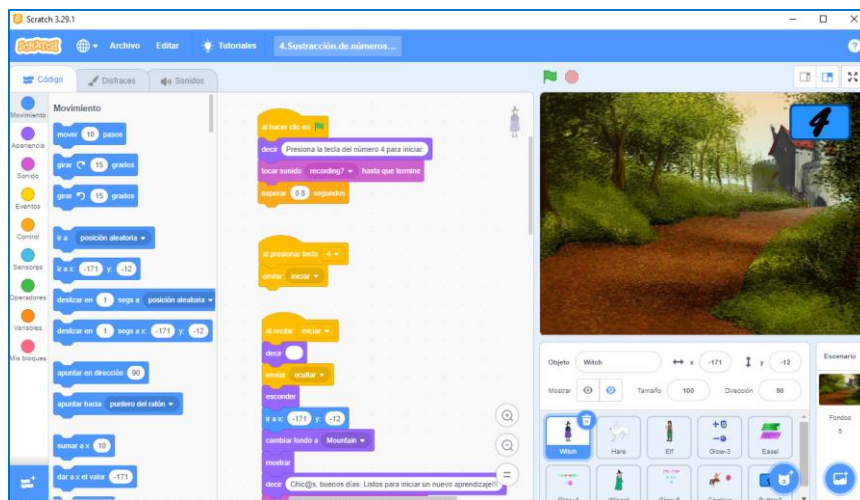 Scratch 3.29.1
SCRATCH
Archivo
Editar
Tutoriales
4.Sustracción.de.números...
Código
Disfraces
Sonidos
Movimiento
Apariencia
Sonido
Eventos
Control
Sensores
Operadores
Variables
Mis bloques
Movimiento
mover 10 pasos
girar 15 grados
girar 15 grados
ir a posición aleatoria
ir a x: -171 y: -12
deslizar en 1 segs a posición aleatoria
deslizar en 1 segs a x: -171 y: -12
apuntar en dirección 90
apuntar hacia puntero del ratón
sumar a x 10
dar a x el valor -171
al hacer clic en
decir Presiona la tecla del número 4 para iniciar.
tocar sonido recording7 hasta que termine
esperar 0.5 segundos
al presionar tecla 4
enviar iniciar
al recibir iniciar
decir
enviar ocultar
esconder
ir a x: -171 y: -12
cambiar fondo a Mountain
mostrar
decir Chic@s, buenos días. Listos para iniciar un nuevo aprendizaje!!!
4
Objeto Witch x -171 y -12
Mostrar Tamaño 100 Dirección 90
Witch
Hare
Elf
Glow-3
Easel
Glow-4
Wizard
Escenario
Fondos